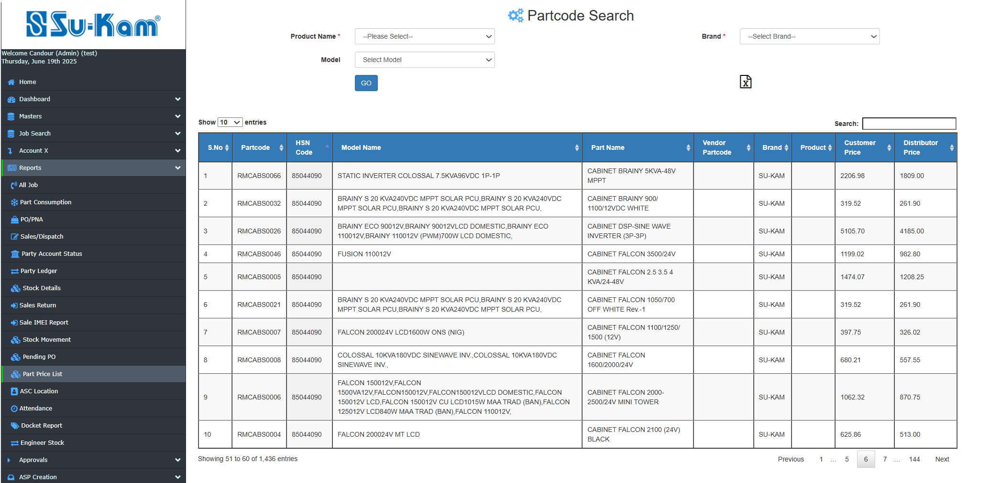 Su-Kam®
Welcome Candour (Admin) (test)
Thursday, June 19th 2025
Home
Dashboard
Masters
Job Search
Account X
Reports
All Job
Part Consumption
PO/PNA
Sales/Dispatch
Party Account Status
Party Ledger
Stock Details
Sales Return
Sale IMEI Report
Stock Movement
Pending PO
Part Price List
ASC Location
Attendance
Docket Report
Engineer Stock
Approvals
ASP Creation
Partcode Search
Product Name * --Please Select-- Brand * --Select Brand--
Model Select Model
GO
Show 10 entries Search:
S.No Partcode HSN Code Model Name Part Name Vendor Partcode Brand Product Customer Price Distributor Price
1 RMCABS0066 85044090 STATIC INVERTER COLOSSAL 7.5KVA96VDC 1P-1P CABINET BRAINY 5KVA-48V
MPPT SU-KAM 2206.98 1809.00
2 RMCABS0032 85044090 BRAINY S 20 KVA240VDC MPPT SOLAR PCU,BRAINY S 20 KVA240VDC
MPPT SOLAR PCU,BRAINY S 20 KVA240VDC MPPT SOLAR PCU,
CABINET BRAINY 900/
1100/12VDC WHITE SU-KAM 319.52 261.90
3 RMCABS0026 85044090 BRAINY ECO 90012V,BRAINY 90012VLCD DOMESTIC,BRAINY ECO
110012V,BRAINY 110012V (PWM)700W LCD DOMESTIC,
CABINET DSP-SINE WAVE
INVERTER (3P-3P) SU-KAM 5105.70 4185.00
4 RMCABS0046 85044090 FUSION 110012V CABINET FALCON 3500/24V SU-KAM 1199.02 982.80
5 RMCABS0005 85044090 CABINET FALCON 2.5 3.5 4
KVA/24-48V SU-KAM 1474.07 1208.25
6 RMCABS0021 85044090 BRAINY S 20 KVA240VDC MPPT SOLAR PCU,BRAINY S 20 KVA240VDC
MPPT SOLAR PCU,BRAINY S 20 KVA240VDC MPPT SOLAR PCU,
CABINET FALCON 1050/700
OFF WHITE Rev.-1 SU-KAM 319.52 261.90
7 RMCABS0007 85044090 FALCON 200024V LCD1600W ONS (NIG) CABINET FALCON 1100/1250/
1500 (12V) SU-KAM 397.75 326.02
8 RMCABS0008 85044090 COLOSSAL 10KVA180VDC SINEWAVE INV.,COLOSSAL 10KVA180VDC
SINEWAVE INV.,
CABINET FALCON
1600/2000/24V SU-KAM 680.21 557.55
9 RMCABS0006 85044090 FALCON 150012V,FALCON
1500VA12V,FALCON150012V,FALCON150012VLCD DOMESTIC,FALCON
150012V LCD,FALCON 150012V CU LCD1015W MAA TRAD (BAN),FALCON
125012V LCD840W MAA TRAD (BAN),FALCON 110012V,
CABINET FALCON 2000-
2500/24V MINI TOWER SU-KAM 1062.32 870.75
10 RMCABS0004 85044090 FALCON 200024V MT LCD CABINET FALCON 2100 (24V)
BLACK SU-KAM 625.86 513.00
Showing 51 to 60 of 1,436 entries Previous 1 … 5 6 7 … 144 Next